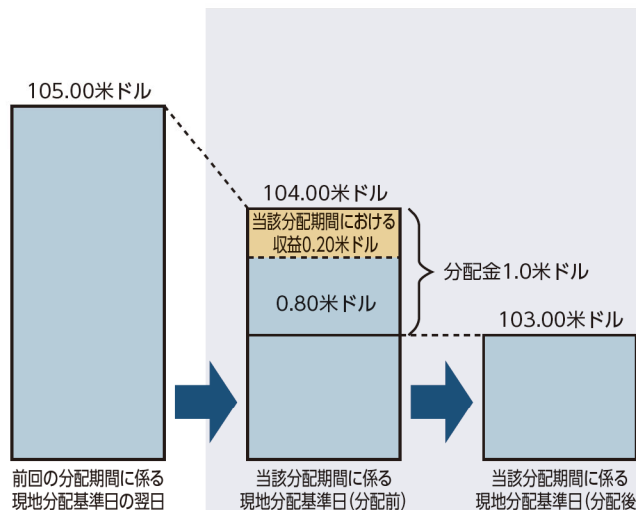 105.00米ドル
104.00米ドル
当該分配期間における
収益0.20米ドル
0.80米ドル
分配金1.0米ドル
103.00米ドル
前回の分配期間に係る
現地分配基準日の翌日
当該分配期間に係る
現地分配基準日(分配前)
当該分配期間に係る
現地分配基準日(分配後